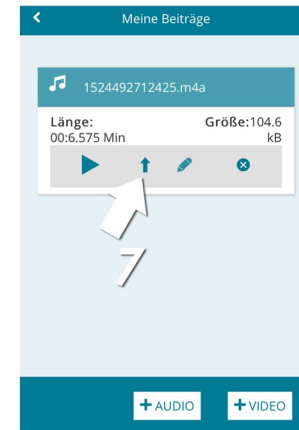 Meine Beiträge
1524492712425.m4a
Länge: Größe:104.6
00:6.575 Min kB
7
+ AUDIO + VIDEO